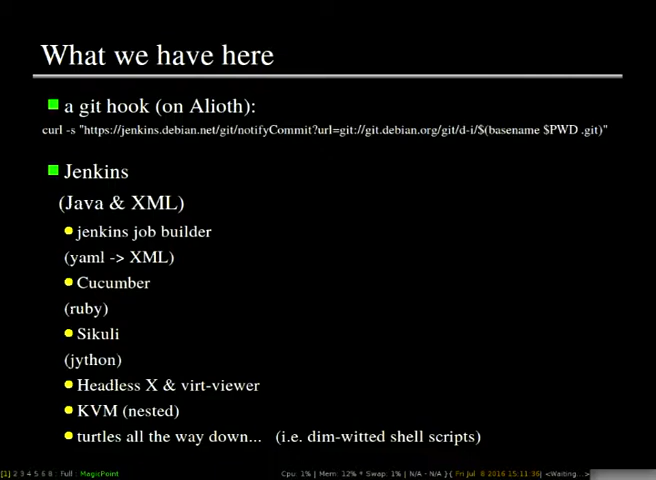 What we have here
a git hook (on Alioth):
curl -s "https://jenkins.debian.net/git/notifyCommit?url=git://git.debian.org/git/d-i/$(basename $PWD .git)"
Jenkins
(Java & XML)
jenkins job builder
(yaml -> XML)
Cucumber
(ruby)
Sikuli
(jython)
Headless X & virt-viewer
KVM (nested)
turtles all the way down... (i.e. dim-witted shell scripts)
[1] 2 3 4 5 6 8 : Full : MagicPoint Cpu: 1% | Mem: 12% * Swap: 1% | N/A - N/A }{ Fri Jul 8 2016 15:11:36| <Waiting...>